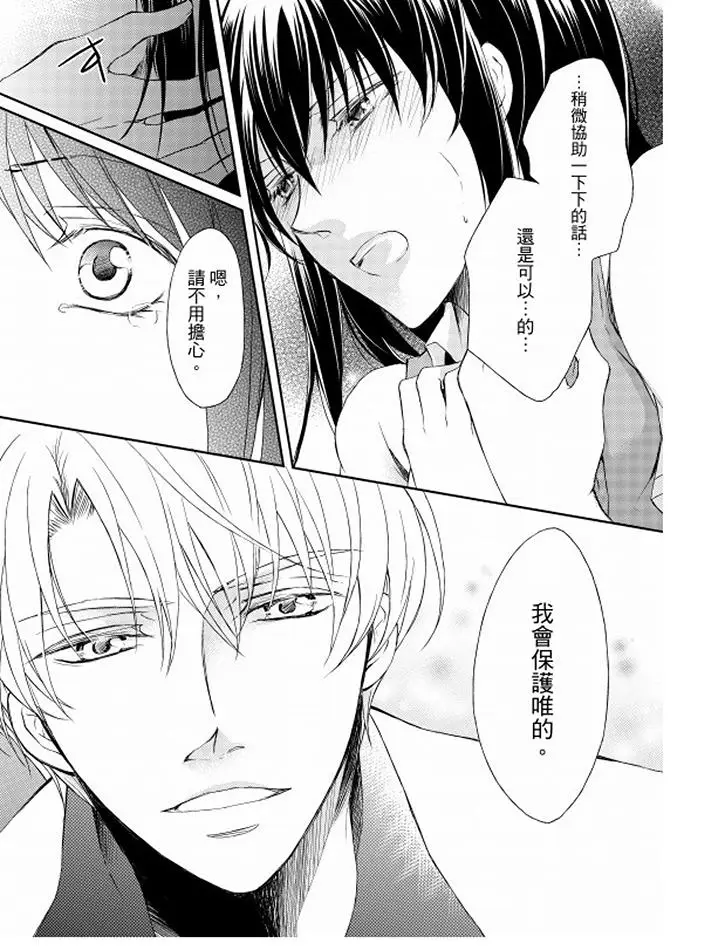 …稍微協助一下下的話…
還是可以…的…
嗯，
請不用擔心。
我會保護唯的。